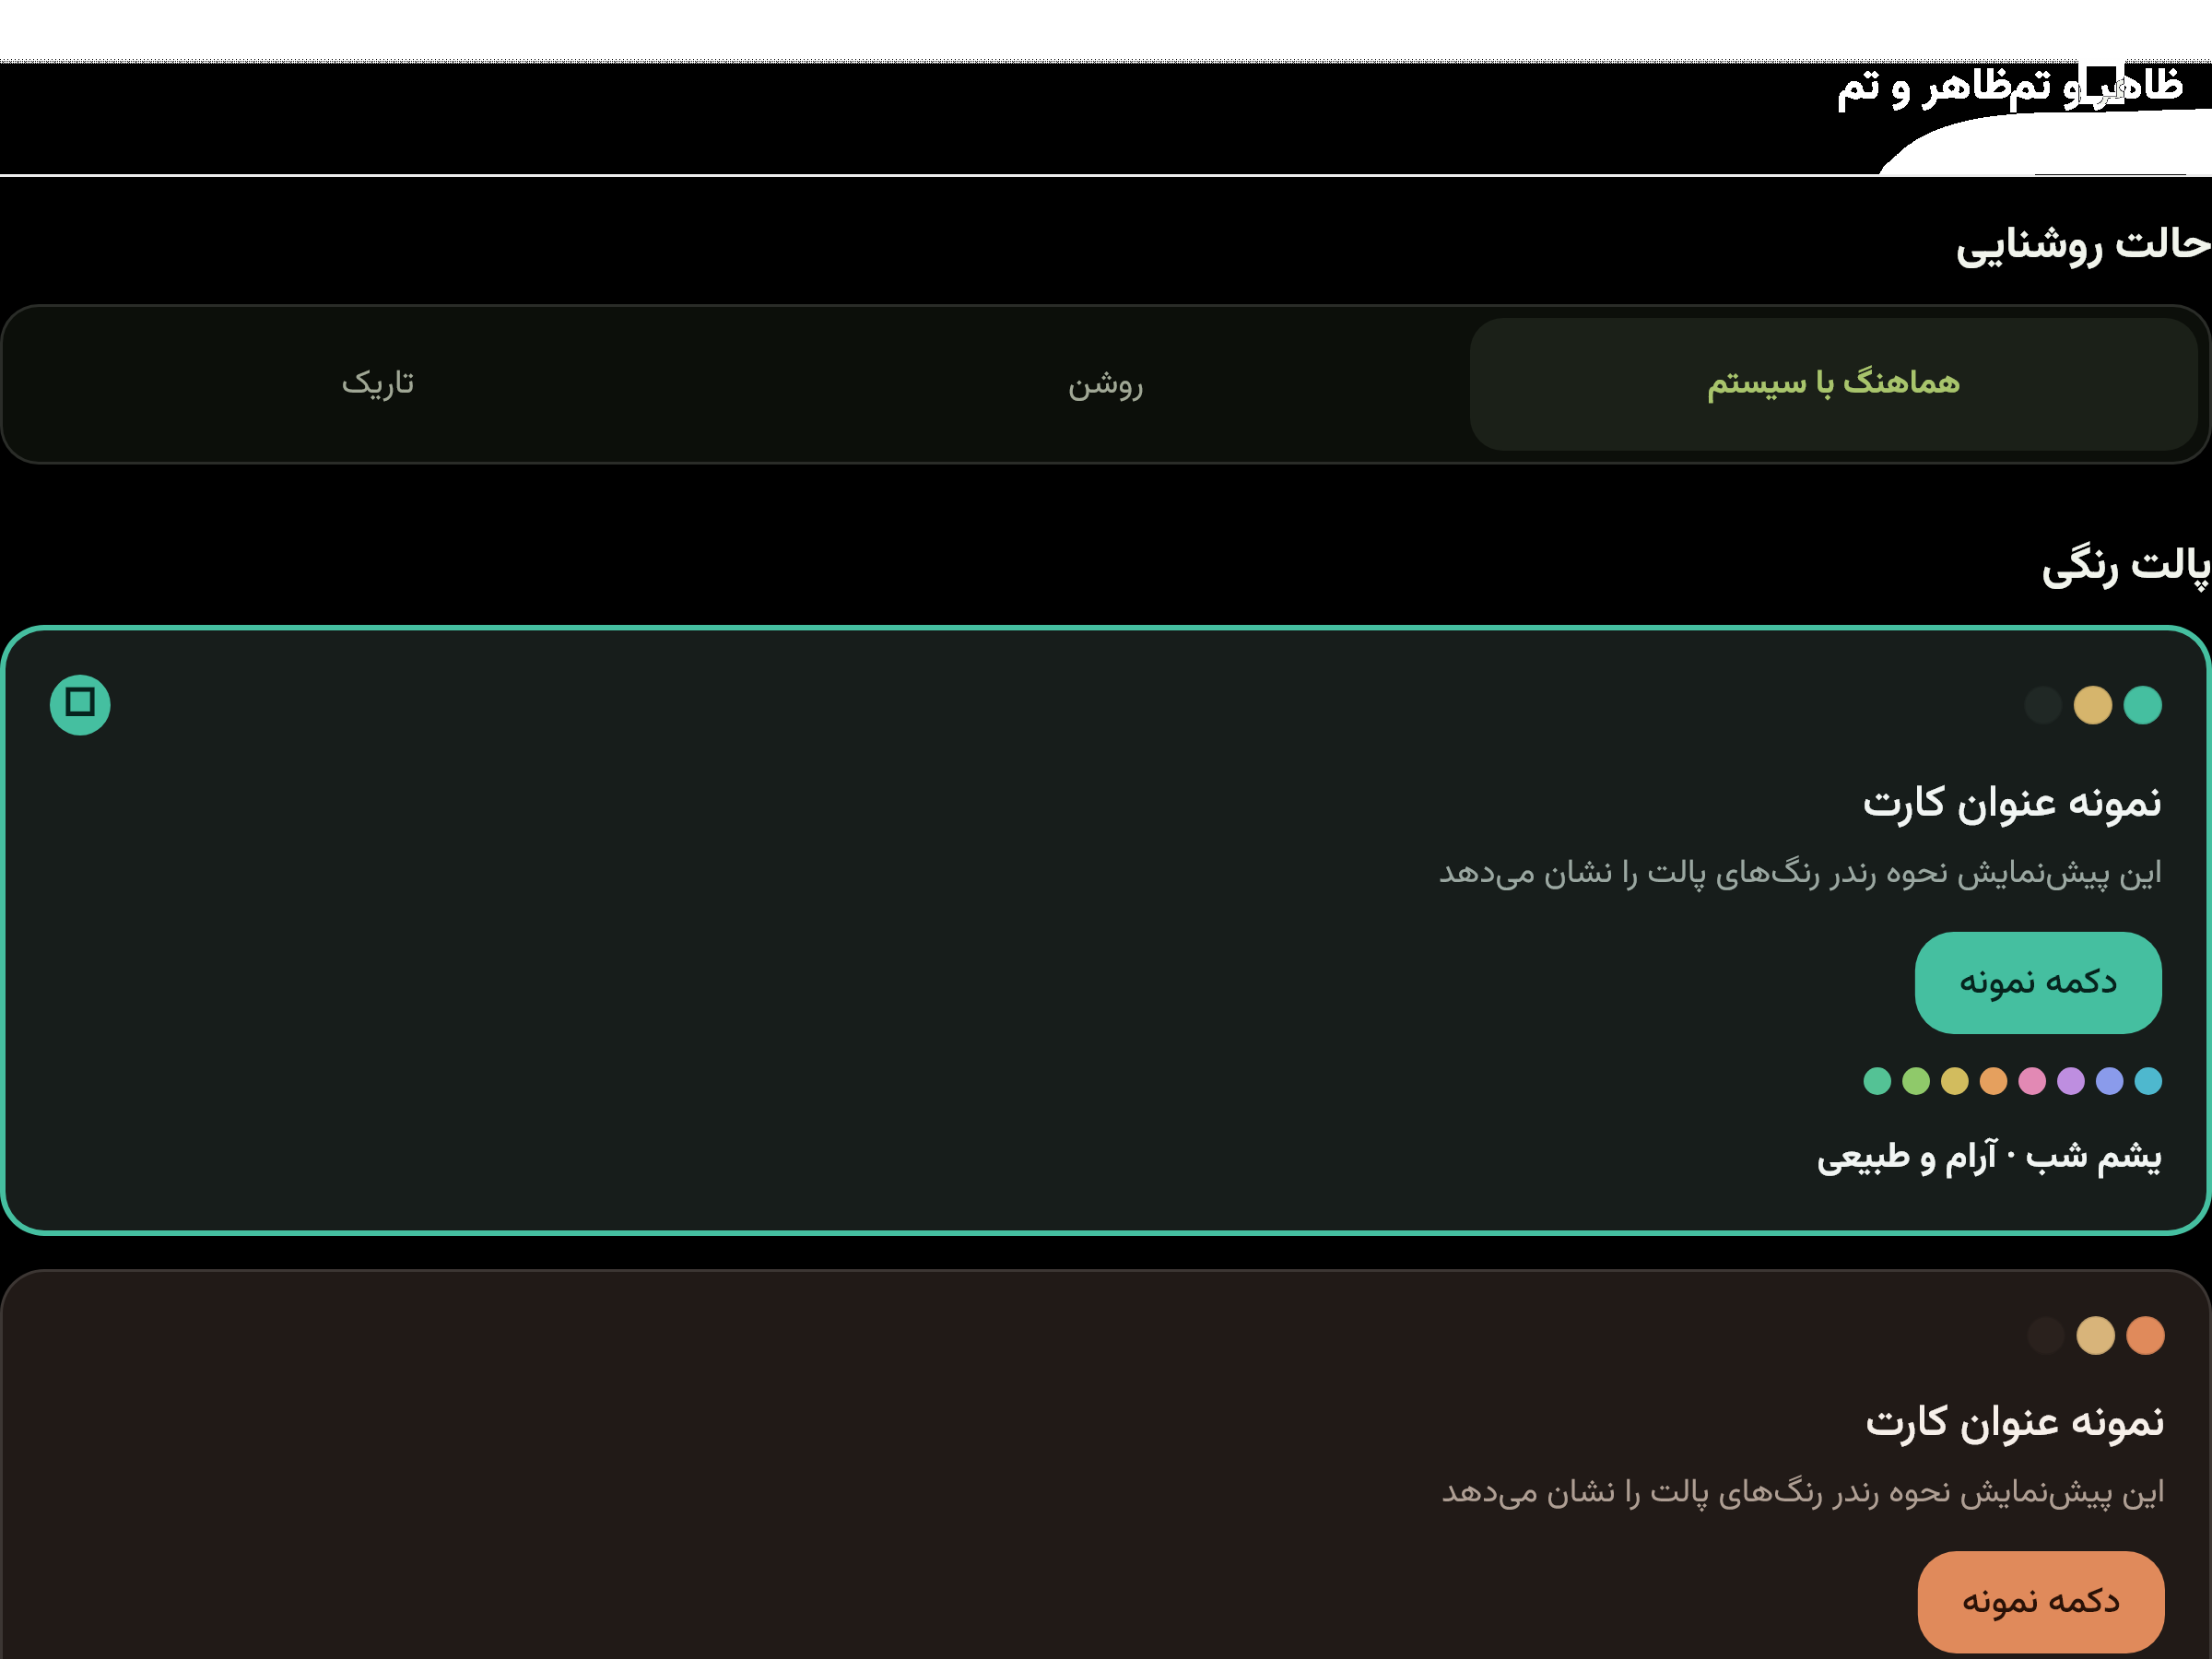 ظاهر و تم
ظاهر و تم
حالت روشنایی
هماهنگ با سیستم
روشن
تاریک
پالت رنگی
نمونه عنوان کارت
این پیش‌نمایش نحوه رندر رنگ‌های پالت را نشان می‌دهد
دکمه نمونه
یشم شب · آرام و طبیعی
نمونه عنوان کارت
این پیش‌نمایش نحوه رندر رنگ‌های پالت را نشان می‌دهد
دکمه نمونه